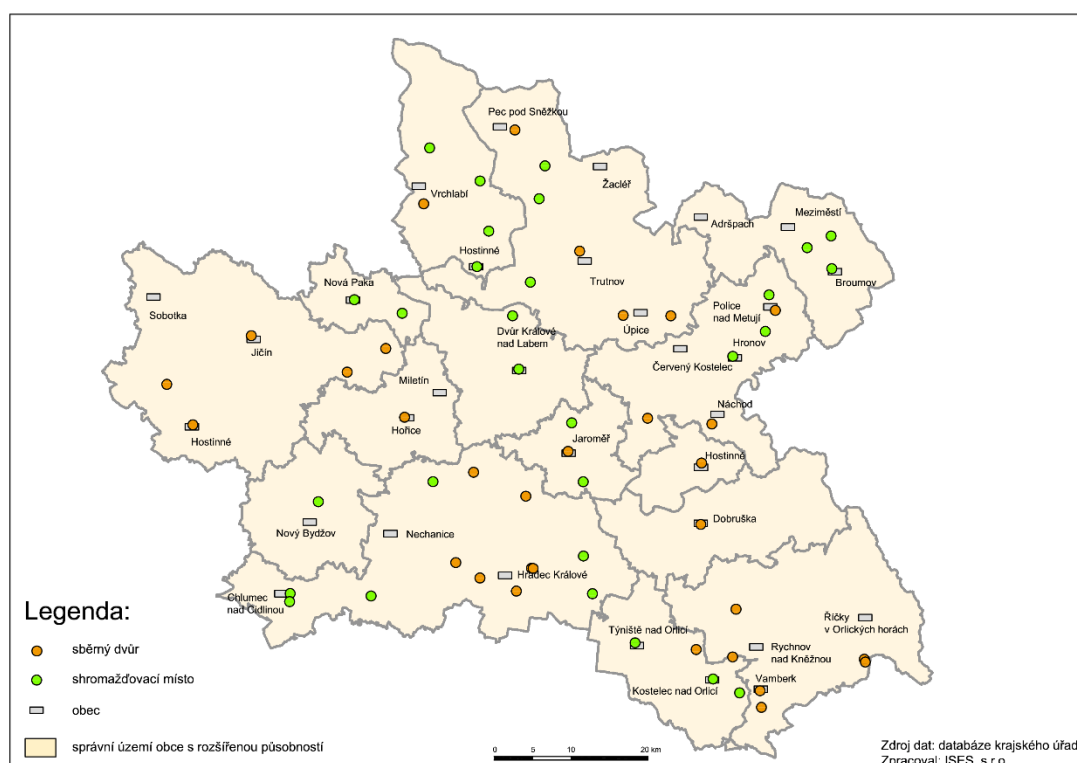 Pec pod Sněžkou
Žacléř
Vrchlabí
Adršpach
Meziměstí
Hostinné
Trutnov
Broumov
Nová Paka
Sobotka
Police
nad Metují
Úpice
Dvůr Králové
nad Labem
Hronov
Jičín
Červený Kostelec
Miletín
Náchod
Hořice
Hostinné
Jaroměř
Hostinné
Dobruška
Nový Bydžov
Nechanice
Hradec Králové
Chlumec
nad Cidlinou
Říčky
v Orlických horách
Týniště nad Orlicí
Rychnov
nad Kněžnou
Vamberk
Kostelec nad Orlicí
Legenda:
sběrný dvůr
shromažďovací místo
obec
správní území obce s rozšířenou působností
0 5 10 20 km
Zdroj dat: databáze krajského úřad
Zpracoval: ISES, s.r.o.